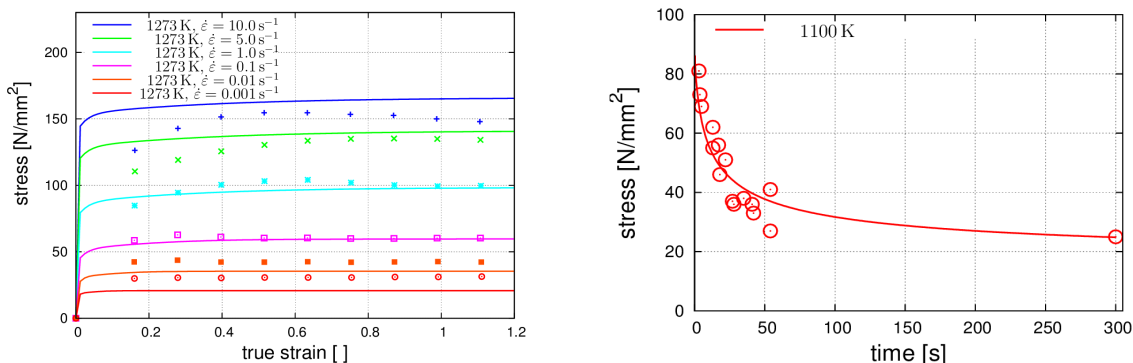 1273 K, ε̇ = 10.0 s⁻¹
1273 K, ε̇ = 5.0 s⁻¹
1273 K, ε̇ = 1.0 s⁻¹
1273 K, ε̇ = 0.1 s⁻¹
1273 K, ε̇ = 0.01 s⁻¹
1273 K, ε̇ = 0.001 s⁻¹
200
150
100
50
0
stress [N/mm²]
0 0.2 0.4 0.6 0.8 1 1.2
true strain [ ]
1100 K
100
80
60
40
20
0
stress [N/mm²]
0 50 100 150 200 250 300
time [s]